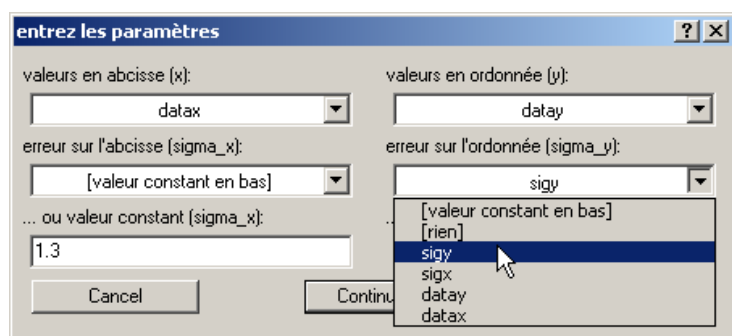 entrez les paramètres
valeurs en abcisse (x):
valeurs en ordonnée (y):
datax
datay
erreur sur l'abcisse (sigma_x):
erreur sur l'ordonnée (sigma_y):
[valeur constant en bas]
sigy
... ou valeur constant (sigma_x):
1.3
[valeur constant en bas]
[rien]
sigy
sigx
datay
datax
Cancel